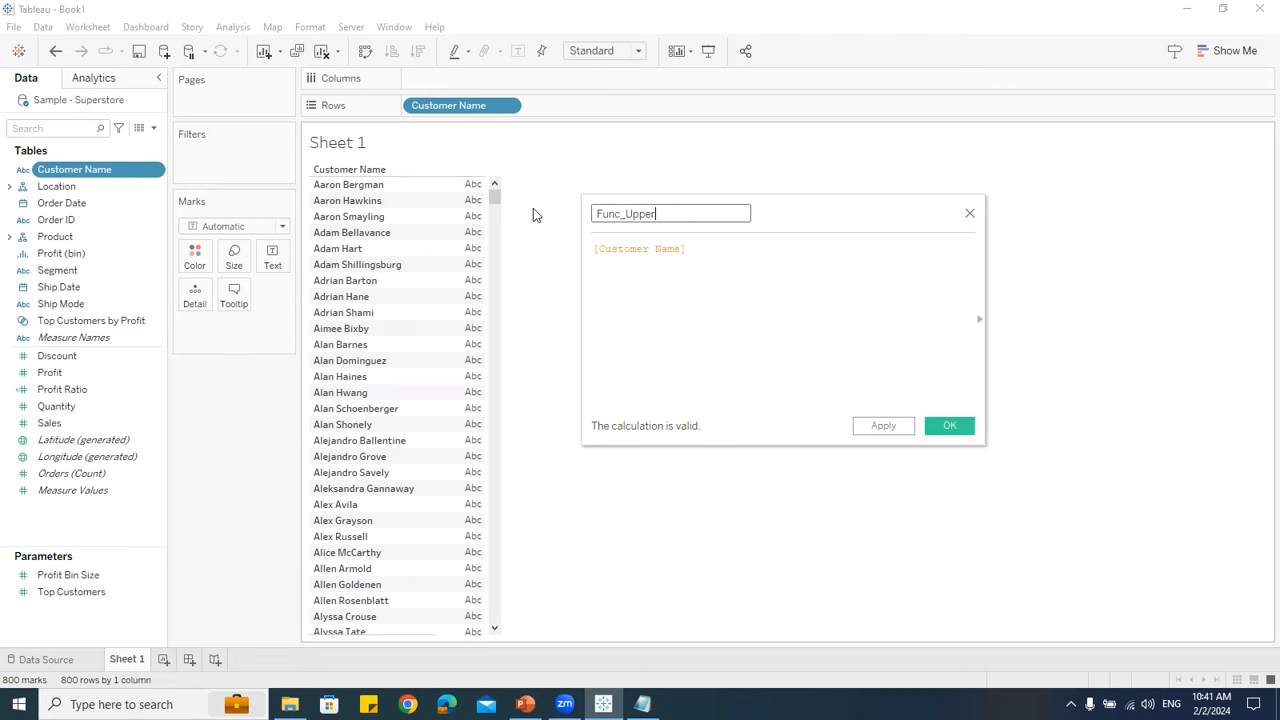 Tableau - Book1
File Data Worksheet Dashboard Story Analysis Map Format Server Window Help
Standard
Show Me
Data Analytics
Sample - Superstore
Search
Tables
Abc Customer Name
Location
Order Date
Abc Order ID
Product
Profit (bin)
Abc Segment
Ship Date
Abc Ship Mode
Top Customers by Profit
Abc Measure Names
Discount
Profit
Profit Ratio
Quantity
Sales
Latitude (generated)
Longitude (generated)
Orders (Count)
Measure Values
Parameters
Profit Bin Size
Top Customers
Pages
Filters
Marks
Automatic
Color Size Text
Detail Tooltip
Columns
Rows Customer Name
Sheet 1
Customer Name
Aaron Bergman Abc
Aaron Hawkins Abc
Aaron Smayling Abc
Adam Bellavance Abc
Adam Hart Abc
Adam Shillingsburg Abc
Adrian Barton Abc
Adrian Hane Abc
Adrian Shami Abc
Aimee Bixby Abc
Alan Barnes Abc
Alan Dominguez Abc
Alan Haines Abc
Alan Hwang Abc
Alan Schoenberger Abc
Alan Shonely Abc
Alejandro Ballentine Abc
Alejandro Grove Abc
Alejandro Savely Abc
Aleksandra Gannaway Abc
Alex Avila Abc
Alex Grayson Abc
Alex Russell Abc
Alice McCarthy Abc
Allen Armold Abc
Allen Goldenen Abc
Allen Rosenblatt Abc
Alyssa Crouse Abc
Alyssa Tate Abc
Func_Upper
[Customer Name]
The calculation is valid.
Apply OK
Data Source Sheet 1
800 marks 800 rows by 1 column
Type here to search
ENG
10:41 AM
2/2/2024